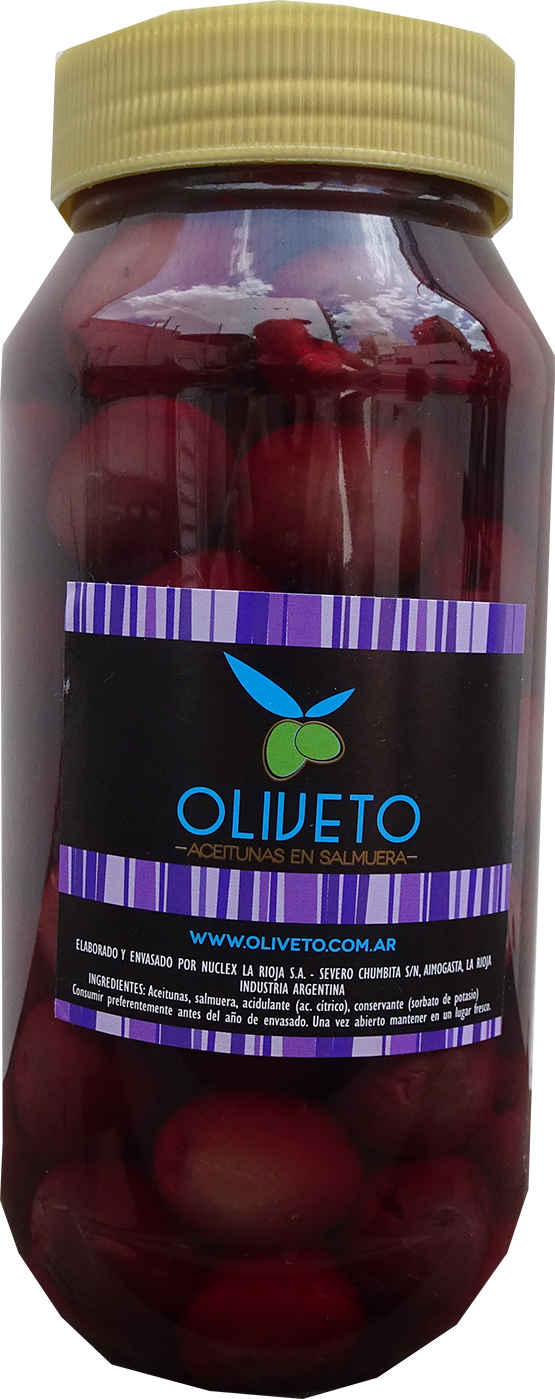 OLIVETO
-ACEITUNAS EN SALMUERA-
WWW.OLIVETO.COM.AR
ELABORADO Y ENVASADO POR NUCLEX LA RIOJA S.A. - SEVERO CHUMBITA S/N, AIMOGASTA, LA RIOJA
INDUSTRIA ARGENTINA
INGREDIENTES: Aceitunas, salmuera, acidulante (ac. cítrico), conservante (sorbato de potasio)
Consumir preferentemente antes del año de envasado. Una vez abierto mantener en un lugar fresco.